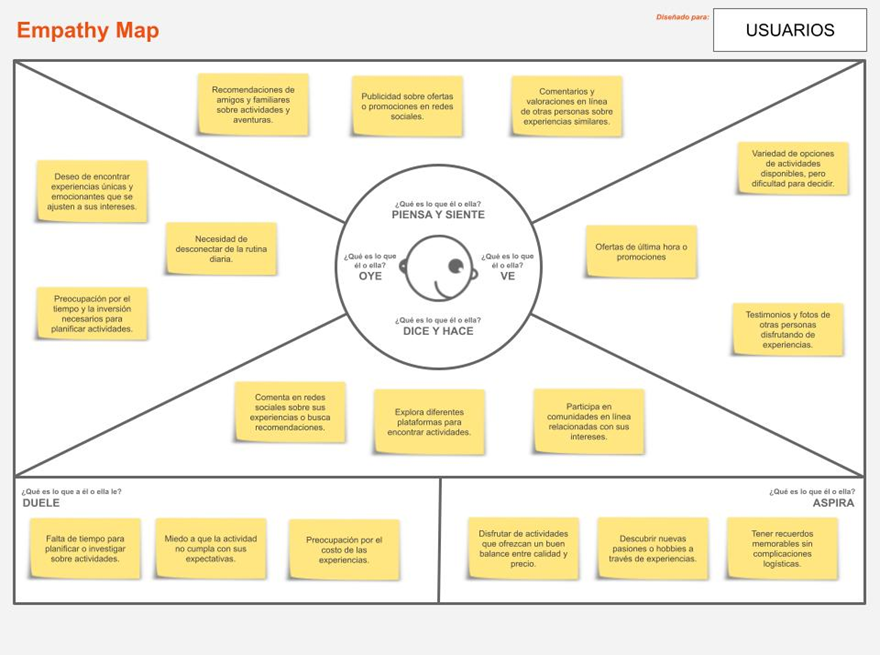 Empathy Map
Diseñado para:
USUARIOS
Recomendaciones de
amigos y familiares
sobre actividades y
aventuras.
Publicidad sobre ofertas
o promociones en redes
sociales.
Comentarios y
valoraciones en línea
de otras personas sobre
experiencias similares.
Deseo de encontrar
experiencias únicas y
emocionantes que se
ajusten a sus intereses.
Necesidad de
desconectar de la rutina
diaria.
Preocupación por el
tiempo y la inversión
necesarios para
planificar actividades.
¿Qué es lo que él o ella?
PIENSA Y SIENTE
¿Qué es lo que
él o ella?
OYE
¿Qué es lo que
él o ella?
VE
¿Qué es lo que él o ella?
DICE Y HACE
Variedad de opciones
de actividades
disponibles, pero
dificultad para decidir.
Ofertas de última hora o
promociones
Testimonios y fotos de
otras personas
disfrutando de
experiencias.
Comenta en redes
sociales sobre sus
experiencias o busca
recomendaciones.
Explora diferentes
plataformas para
encontrar actividades.
Participa en
comunidades en línea
relacionadas con sus
intereses.
¿Qué es lo que a él o ella le?
DUELE
Falta de tiempo para
planificar o investigar
sobre actividades.
Miedo a que la actividad
no cumpla con sus
expectativas.
Preocupación por el
costo de las
experiencias.
¿Qué es lo que él o ella?
ASPIRA
Disfrutar de actividades
que ofrezcan un buen
balance entre calidad y
precio.
Descubrir nuevas
pasiones o hobbies a
través de experiencias.
Tener recuerdos
memorables sin
complicaciones
logísticas.